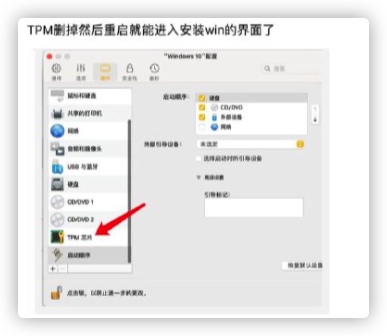 TPM删掉然后重启就能进入安装win的界面了
"Windows 10"配置
选项
硬件
安全性
备份
搜索
鼠标和键盘
共享的打印机
网络
音频和摄像头
USB 与蓝牙
硬盘
CD/DVD 1
CD/DVD 2
TPM 芯片
启动顺序
启动顺序：
硬盘
CD/DVD
外部设备
网络
外部引导设备：
未选定
选择启动时的引导设备
高级设置
引导标记：
恢复默认设置
点击锁，以防止进一步的更改。